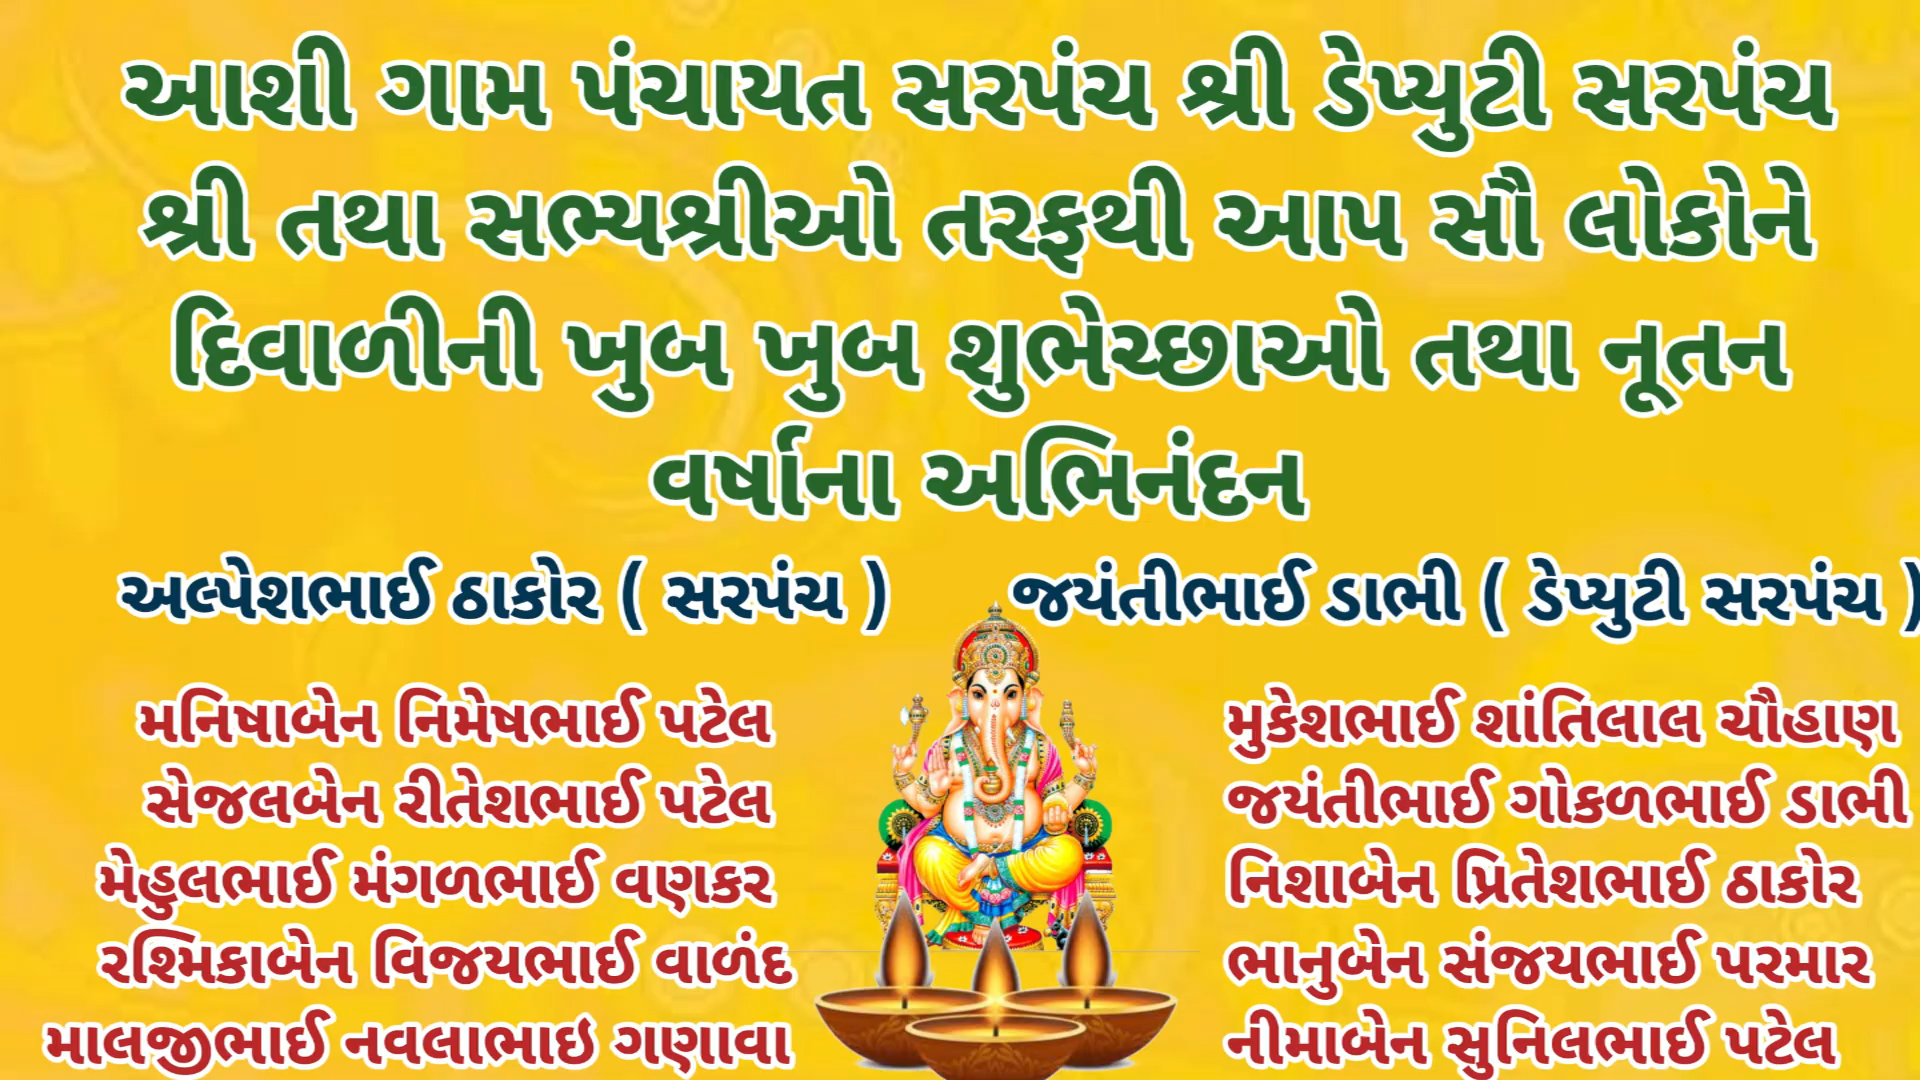 આશી ગામ પંચાયત સરપંચ શ્રી ડેપ્યુટી સરપંચ
શ્રી તથા સભ્યશ્રીઓ તરફથી આપ સૌ લોકોને
દિવાળીની ખુબ ખુબ શુભેચ્છાઓ તથા નૂતન
વર્ષાના અભિનંદન
અલ્પેશભાઈ ઠાકોર ( સરપંચ )
જયંતીભાઈ ડાભી ( ડેપ્યુટી સરપંચ )
મનિષાબેન નિમેષભાઈ પટેલ
સેજલબેન રીતેશભાઈ પટેલ
મેહુલભાઈ મંગળભાઈ વણકર
રશ્મિકાબેન વિજયભાઈ વાળંદ
માલજીભાઈ નવલાભાઇ ગણાવા
મુકેશભાઈ શાંતિલાલ ચૌહાણ
જયંતીભાઈ ગોકળભાઈ ડાભી
નિશાબેન પ્રિતેશભાઈ ઠાકોર
ભાનુબેન સંજયભાઈ પરમાર
નીમાબેન સુનિલભાઈ પટેલ